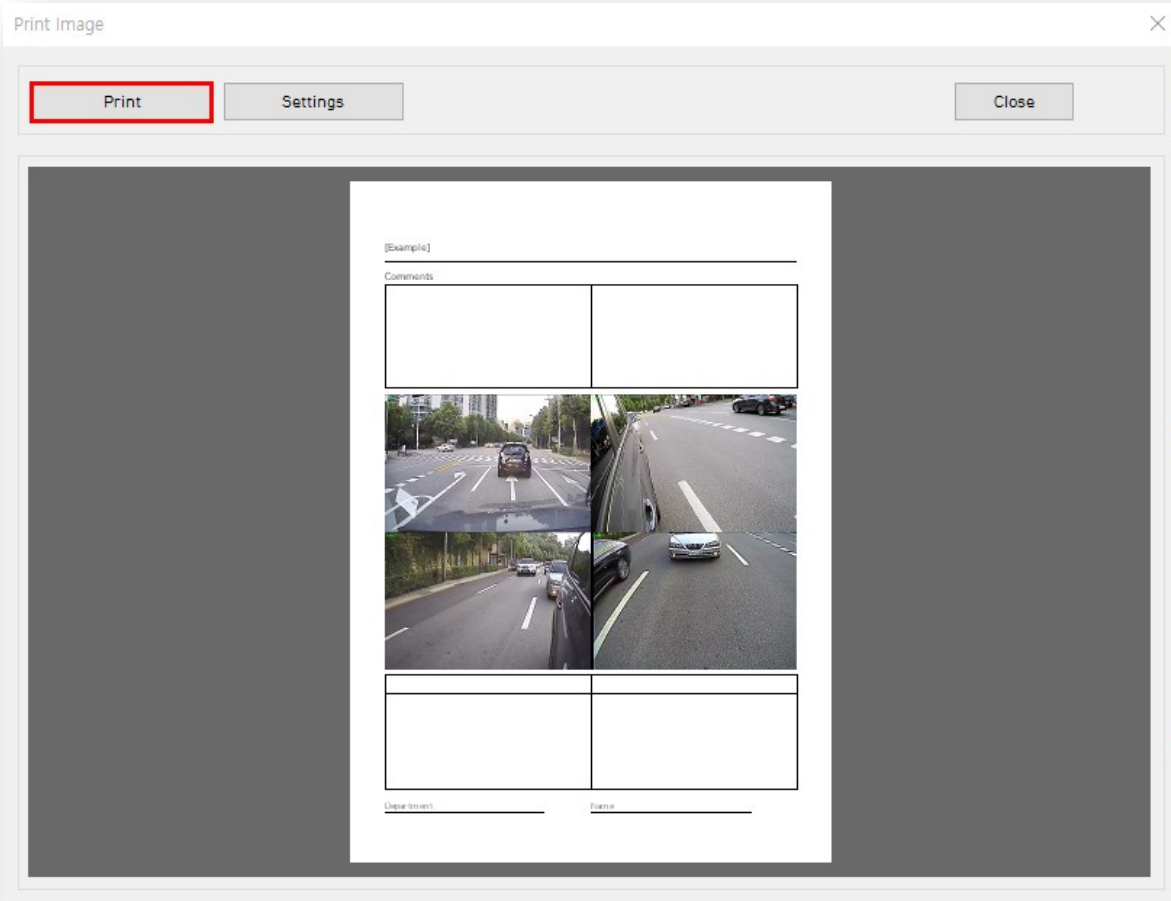 Print Image
Print Settings Close
[Example]
Comments
Department Name